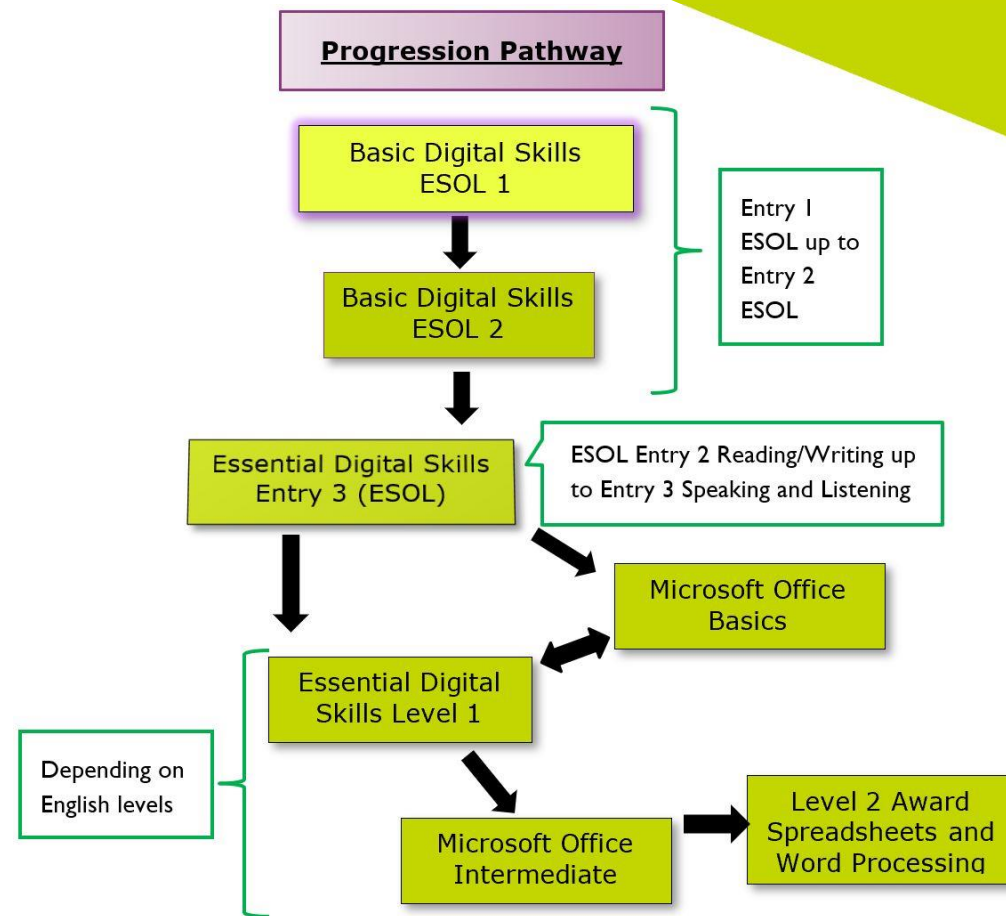 Progression Pathway
Basic Digital Skills
ESOL 1
Entry 1
ESOL up to
Entry 2
ESOL
Basic Digital Skills
ESOL 2
Essential Digital Skills
Entry 3 (ESOL)
ESOL Entry 2 Reading/Writing up
to Entry 3 Speaking and Listening
Microsoft Office
Basics
Essential Digital
Skills Level 1
Depending on
English levels
Microsoft Office
Intermediate
Level 2 Award
Spreadsheets and
Word Processing